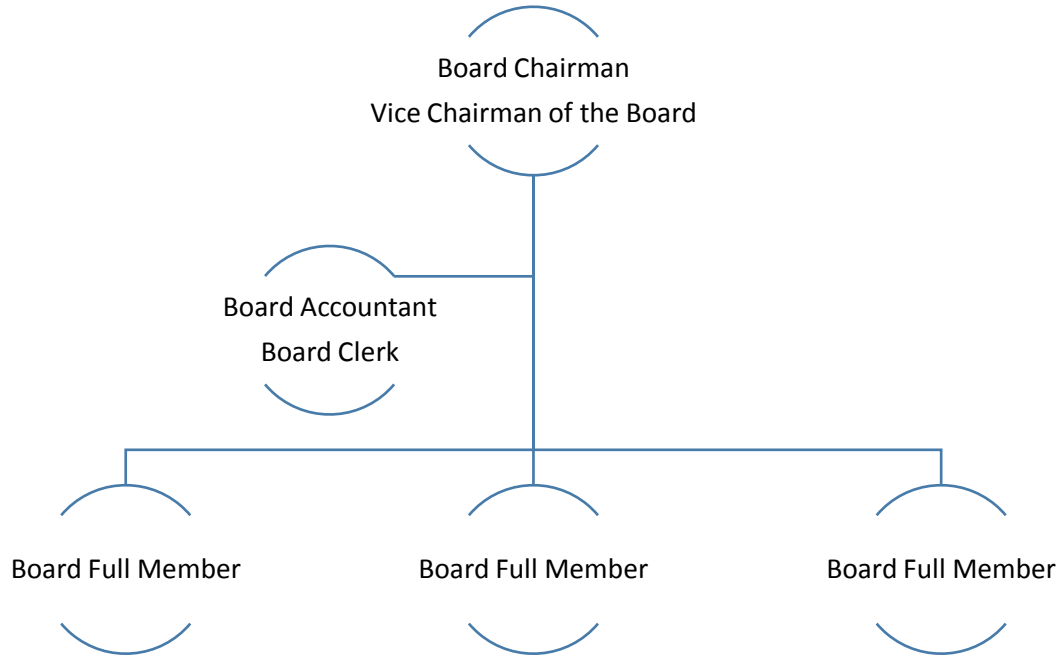 Board Chairman
Vice Chairman of the Board
Board Accountant
Board Clerk
Board Full Member
Board Full Member
Board Full Member